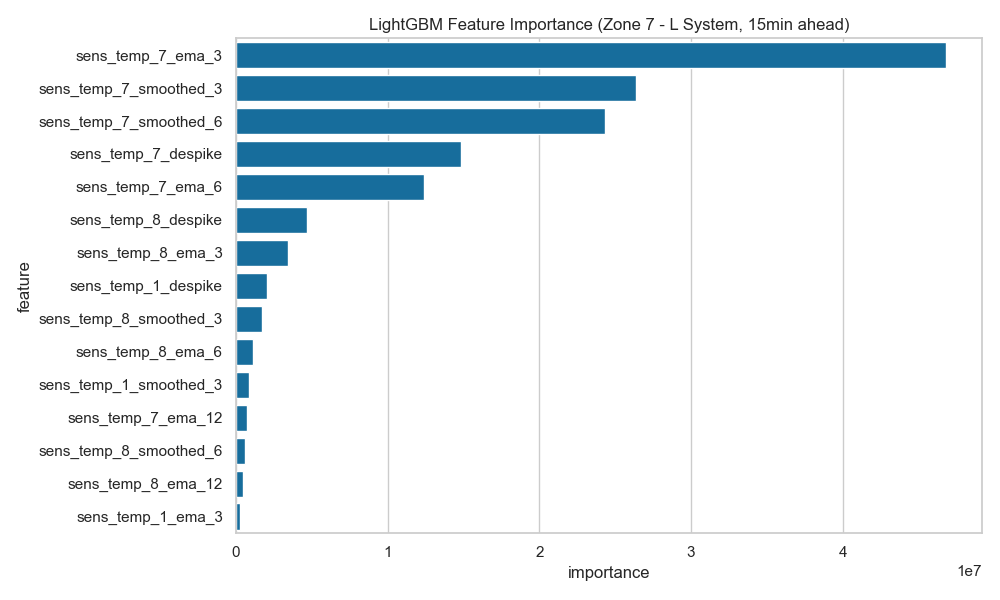 LightGBM Feature Importance (Zone 7 - L System, 15min ahead)
sens_temp_7_ema_3
sens_temp_7_smoothed_3
sens_temp_7_smoothed_6
sens_temp_7_despike
sens_temp_7_ema_6
sens_temp_8_despike
sens_temp_8_ema_3
sens_temp_1_despike
sens_temp_8_smoothed_3
sens_temp_8_ema_6
sens_temp_1_smoothed_3
sens_temp_7_ema_12
sens_temp_8_smoothed_6
sens_temp_8_ema_12
sens_temp_1_ema_3
feature
0 1 2 3 4
1e7
importance